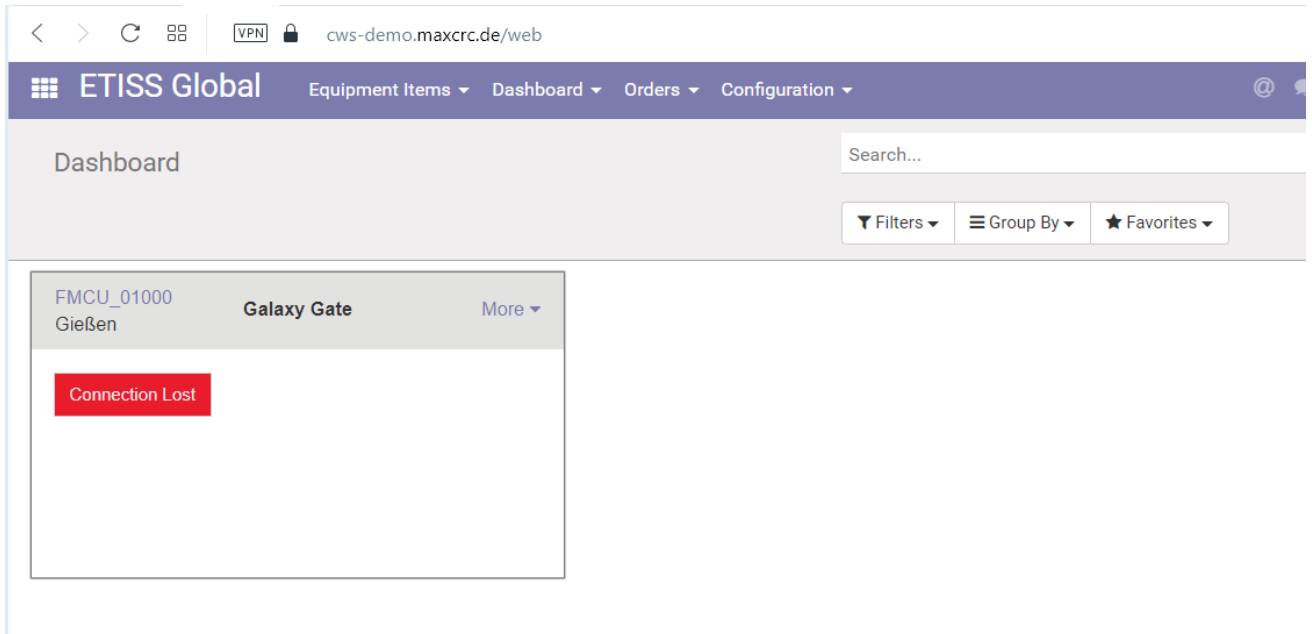 VPN cws-demo.maxcrc.de/web
ETISS Global Equipment Items Dashboard Orders Configuration @
Dashboard
Search...
Filters Group By Favorites
FMCU_01000
Gießen
Galaxy Gate
More
Connection Lost